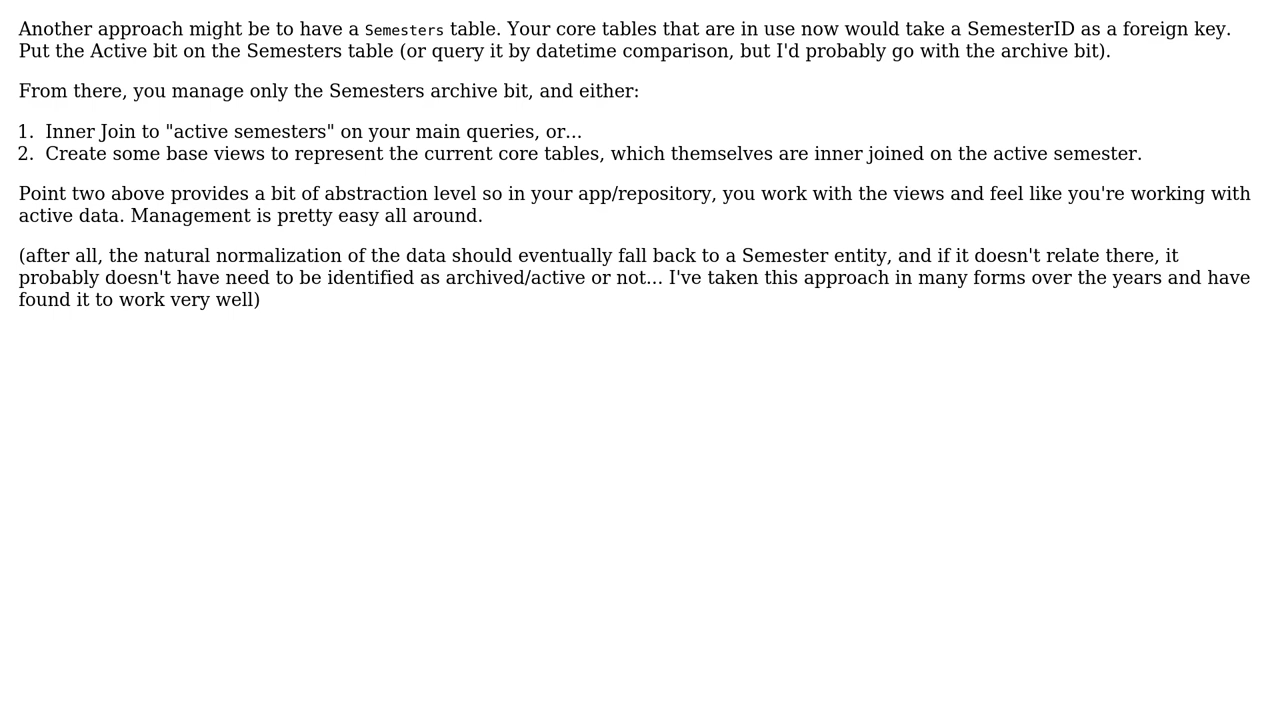 Another approach might be to have a Semesters table. Your core tables that are in use now would take a SemesterID as a foreign key.
Put the Active bit on the Semesters table (or query it by datetime comparison, but I'd probably go with the archive bit).
From there, you manage only the Semesters archive bit, and either:
1. Inner Join to "active semesters" on your main queries, or...
2. Create some base views to represent the current core tables, which themselves are inner joined on the active semester.
Point two above provides a bit of abstraction level so in your app/repository, you work with the views and feel like you're working with
active data. Management is pretty easy all around.
(after all, the natural normalization of the data should eventually fall back to a Semester entity, and if it doesn't relate there, it
probably doesn't have need to be identified as archived/active or not... I've taken this approach in many forms over the years and have
found it to work very well)